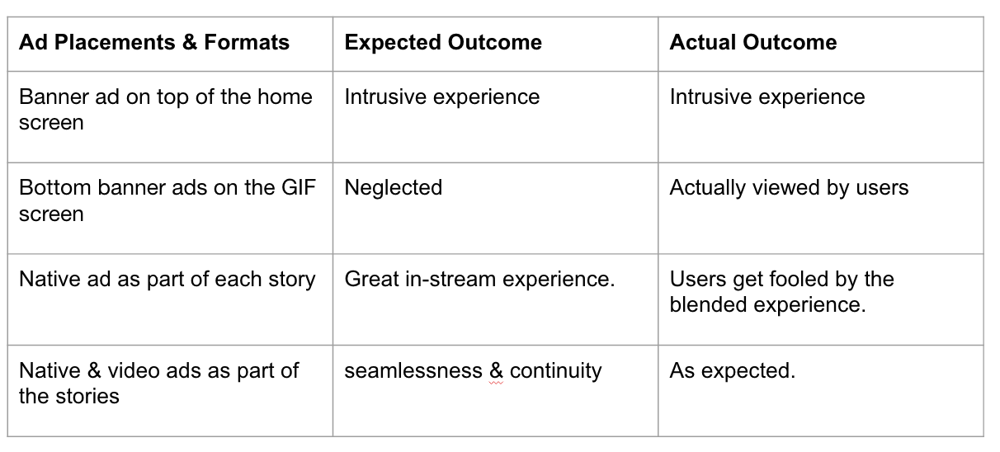 Ad Placements & Formats
Expected Outcome
Actual Outcome
Banner ad on top of the home
screen
Intrusive experience
Intrusive experience
Bottom banner ads on the GIF
screen
Neglected
Actually viewed by users
Native ad as part of each story
Great in-stream experience.
Users get fooled by the
blended experience.
Native & video ads as part of
the stories
seamlessness & continuity
As expected.